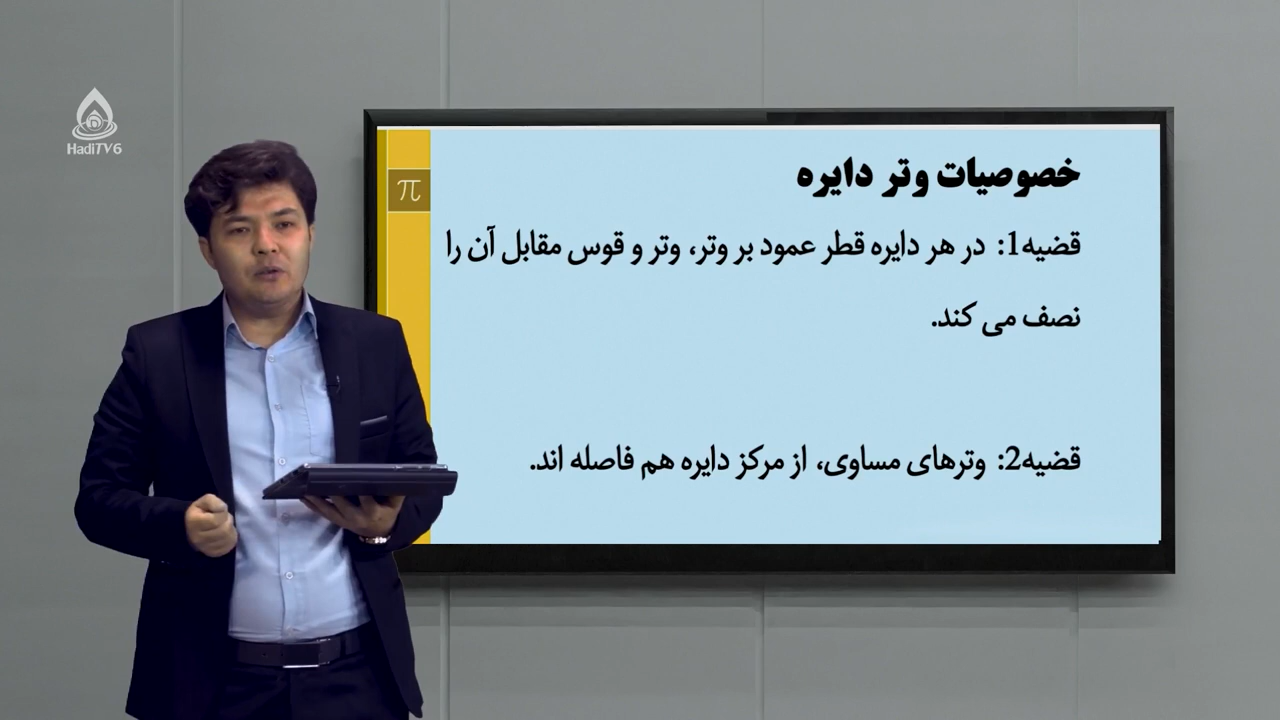 HadiTV6
π
خصوصیات وتر دایره
قضیه1: در هر دایره قطر عمود بر وتر، وتر و قوس مقابل آن را
نصف می کند.
قضیه2: وترهای مساوی، از مرکز دایره هم فاصله اند.